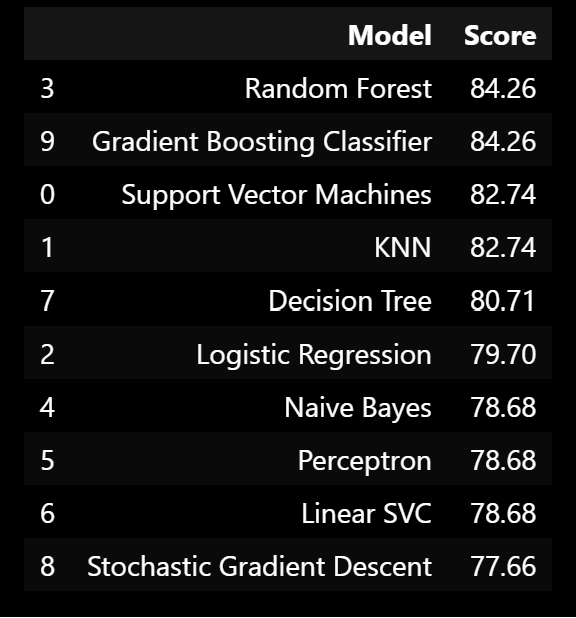 Model Score
3 Random Forest 84.26
9 Gradient Boosting Classifier 84.26
0 Support Vector Machines 82.74
1 KNN 82.74
7 Decision Tree 80.71
2 Logistic Regression 79.70
4 Naive Bayes 78.68
5 Perceptron 78.68
6 Linear SVC 78.68
8 Stochastic Gradient Descent 77.66